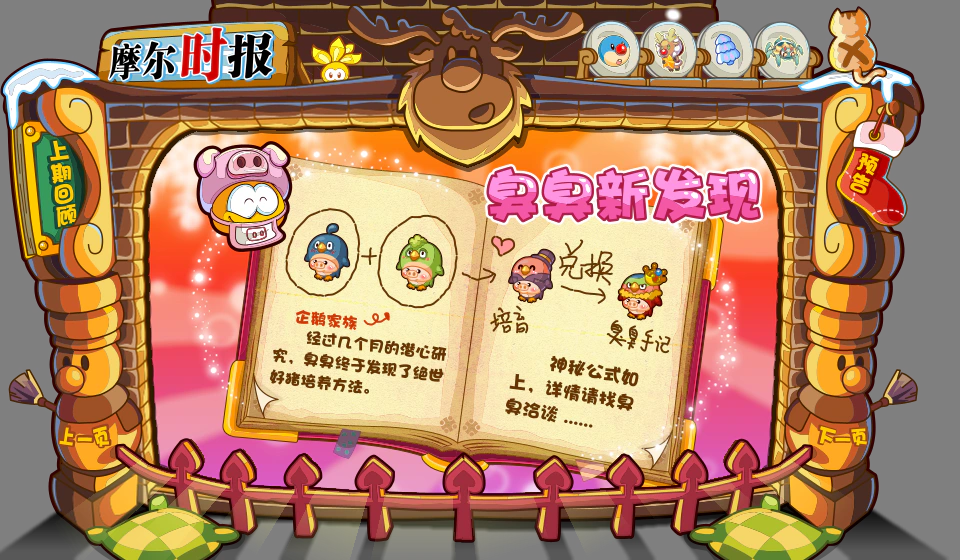 摩尔时报
上期回顾
预告
臭臭新发现
兑换
培育
臭臭手记
企鹅家族
经过几个月的潜心研
究，臭臭终于发现了绝世
好猪培养方法。
神秘公式如
上，详情请找臭
臭洽谈……
上一页
下一页